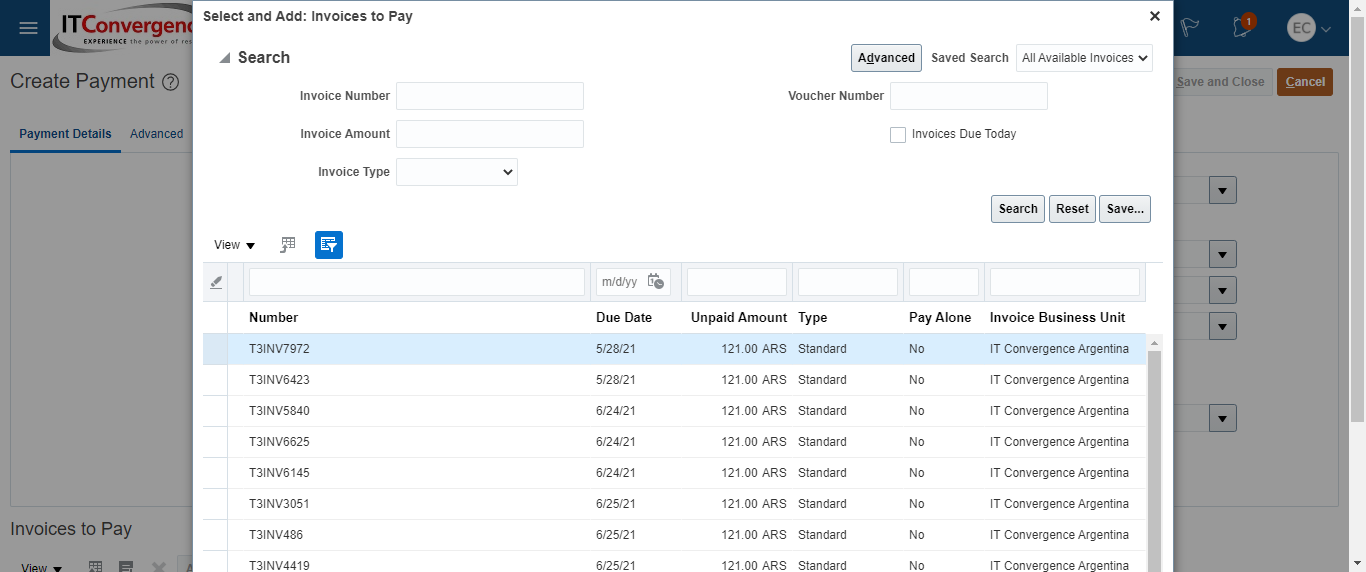 Select and Add: Invoices to Pay
ITConvergenc
EXPERIENCE the power of res
1
EC
Search
Advanced
Saved Search
All Available Invoices
Create Payment
Save and Close
Cancel
Invoice Number
Voucher Number
Payment Details
Advanced
Invoice Amount
Invoices Due Today
Invoice Type
Search
Reset
Save...
View
m/d/yy
Number Due Date Unpaid Amount Type Pay Alone Invoice Business Unit
T3INV7972 5/28/21 121.00 ARS Standard No IT Convergence Argentina
T3INV6423 5/28/21 121.00 ARS Standard No IT Convergence Argentina
T3INV5840 6/24/21 121.00 ARS Standard No IT Convergence Argentina
T3INV6625 6/24/21 121.00 ARS Standard No IT Convergence Argentina
T3INV6145 6/24/21 121.00 ARS Standard No IT Convergence Argentina
T3INV3051 6/25/21 121.00 ARS Standard No IT Convergence Argentina
T3INV486 6/25/21 121.00 ARS Standard No IT Convergence Argentina
T3INV4419 6/25/21 121.00 ARS Standard No IT Convergence Argentina
Invoices to Pay
View